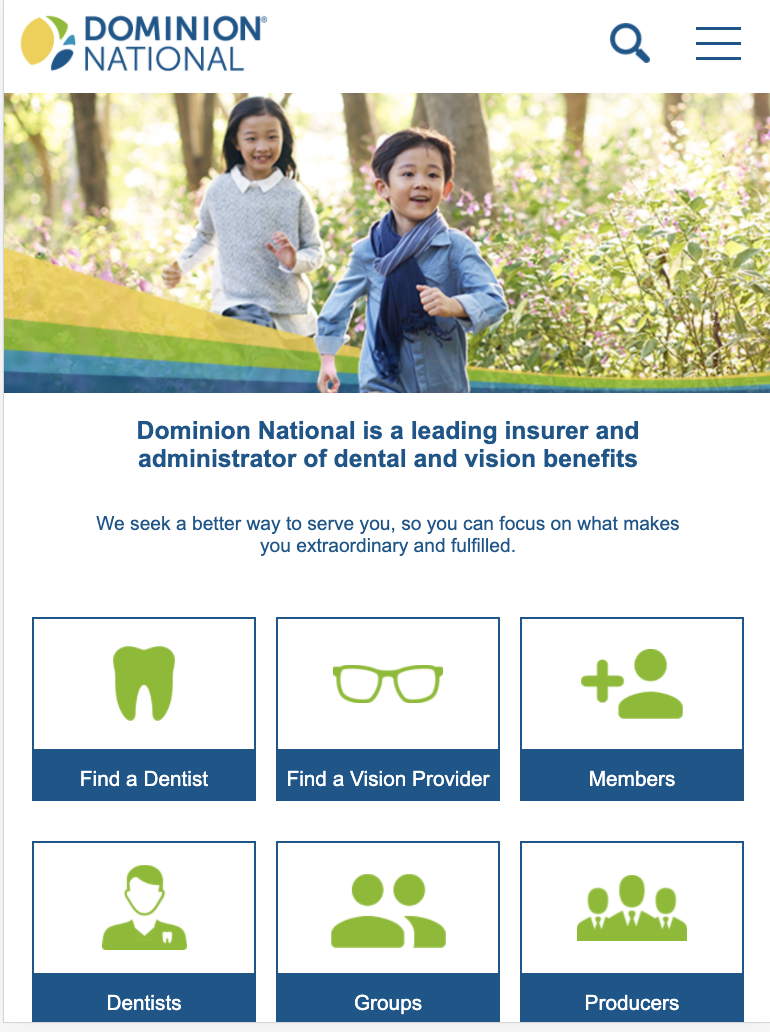 DOMINION®
NATIONAL
Dominion National is a leading insurer and
administrator of dental and vision benefits
We seek a better way to serve you, so you can focus on what makes
you extraordinary and fulfilled.
Find a Dentist
Find a Vision Provider
Members
Dentists
Groups
Producers